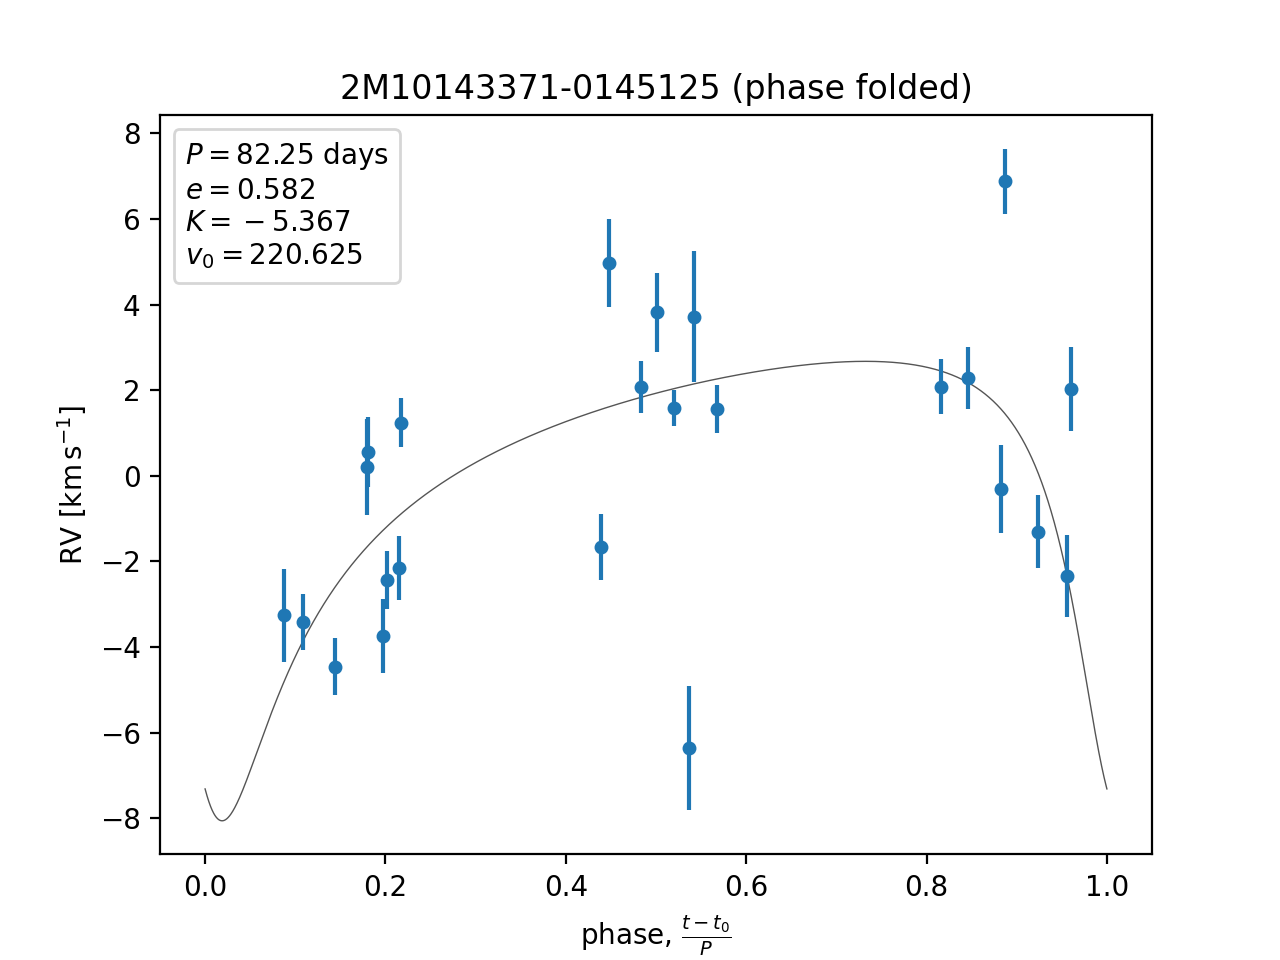 2M10143371-0145125 (phase folded)
P = 82.25 days
e = 0.582
K = −5.367
v₀ = 220.625
8
6
4
2
0
−2
−4
−6
−8
RV [km s⁻¹]
0.0 0.2 0.4 0.6 0.8 1.0
phase, (t − t₀)/P